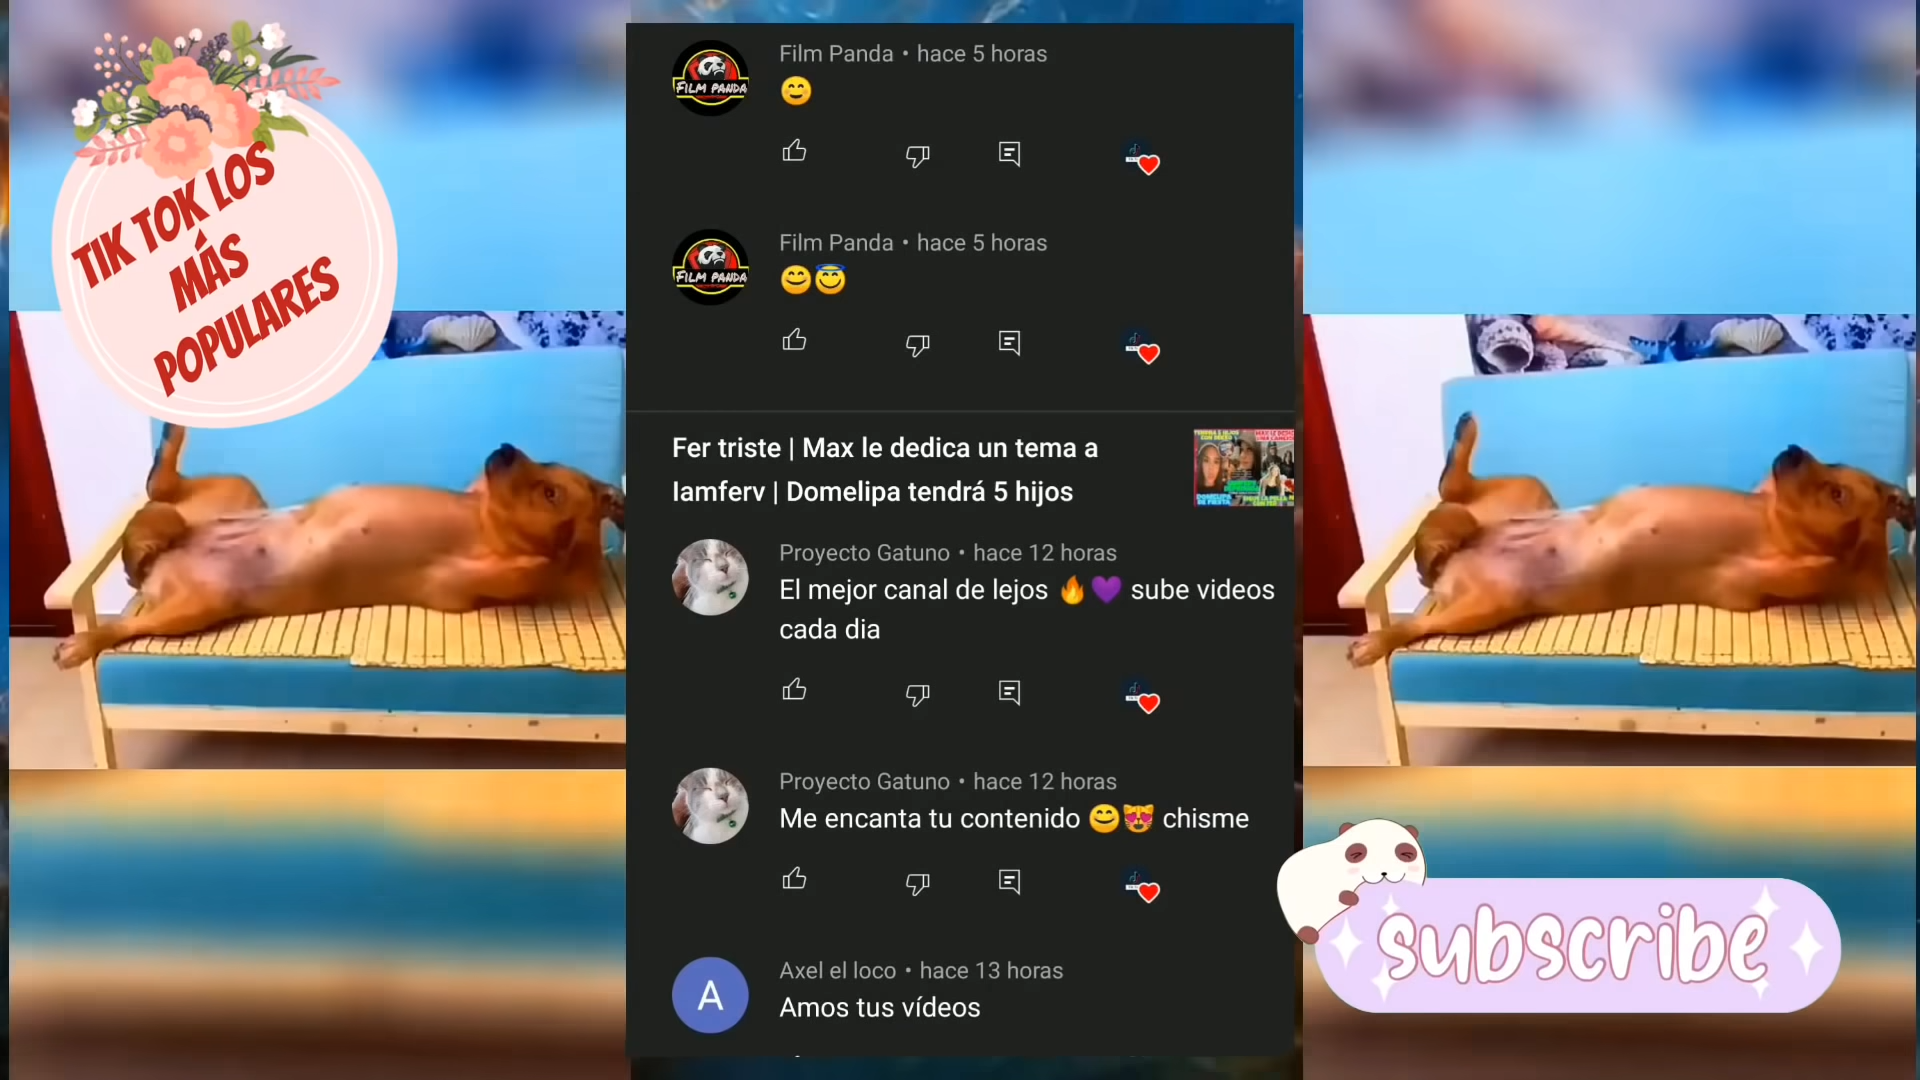 TIK TOK LOS
MÁS
POPULARES
Film Panda • hace 5 horas
FILM PANDA
😊
Film Panda • hace 5 horas
FILM PANDA
😊😇
Fer triste | Max le dedica un tema a
Iamferv | Domelipa tendrá 5 hijos
Proyecto Gatuno • hace 12 horas
El mejor canal de lejos 🔥💜 sube videos
cada dia
Proyecto Gatuno • hace 12 horas
Me encanta tu contenido 😊😻 chisme
A
Axel el loco • hace 13 horas
Amos tus vídeos
subscribe